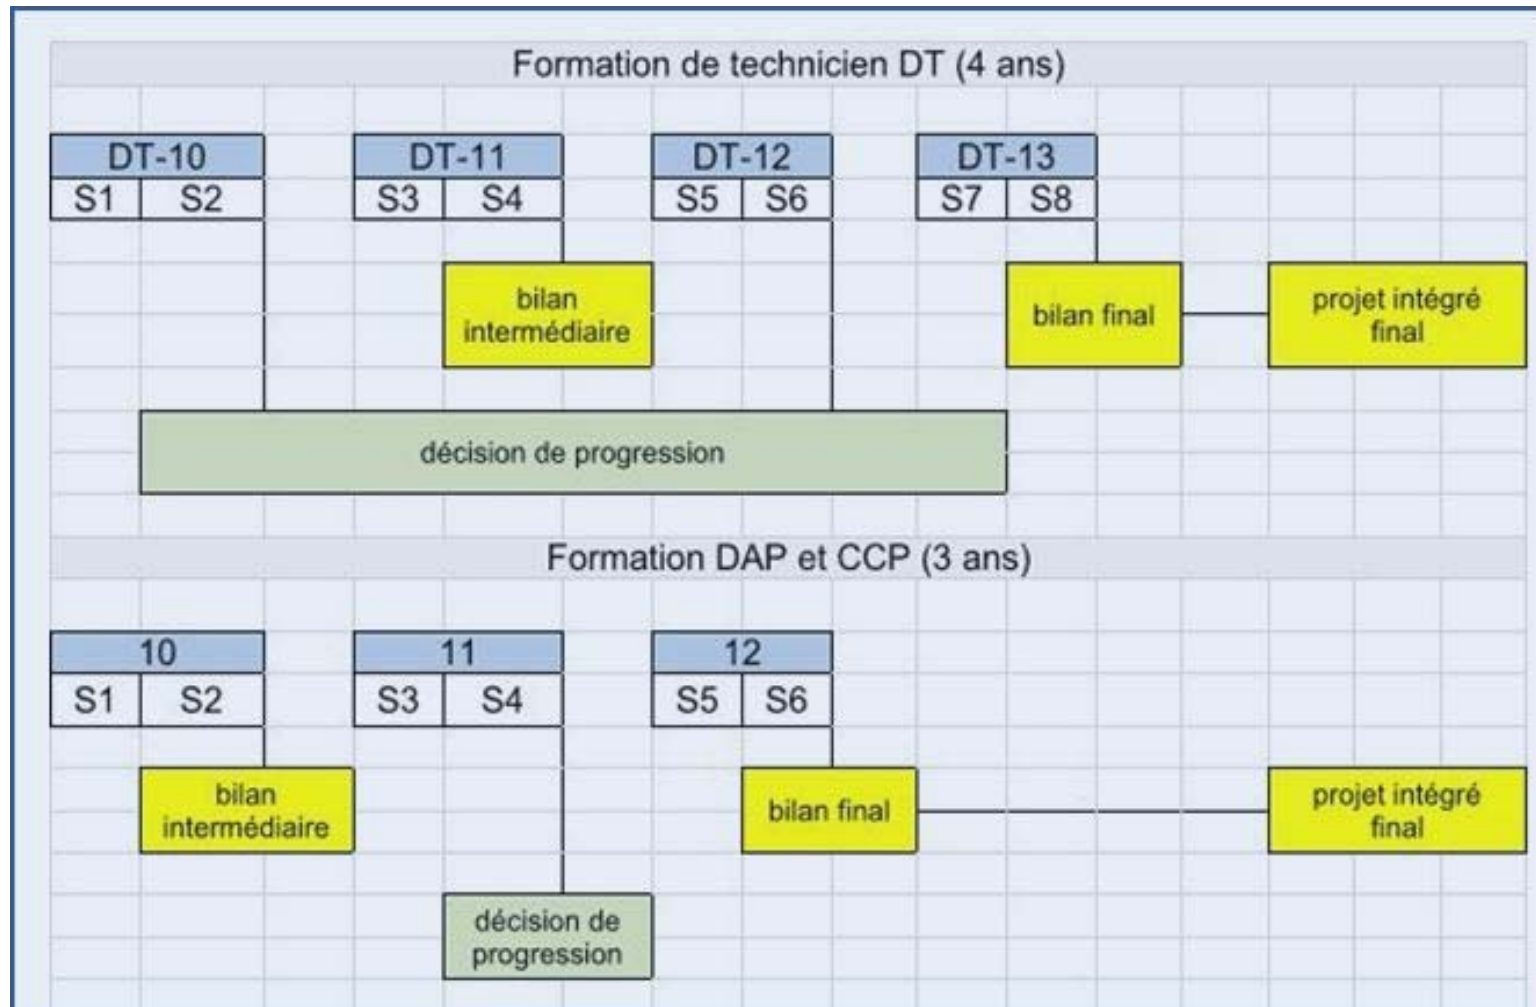 Formation de technicien DT (4 ans)
DT-10 DT-11 DT-12 DT-13
S1 S2 S3 S4 S5 S6 S7 S8
bilan
intermédiaire
bilan final
projet intégré
final
décision de progression
Formation DAP et CCP (3 ans)
10 11 12
S1 S2 S3 S4 S5 S6
bilan
intermédiaire
bilan final
projet intégré
final
décision de
progression